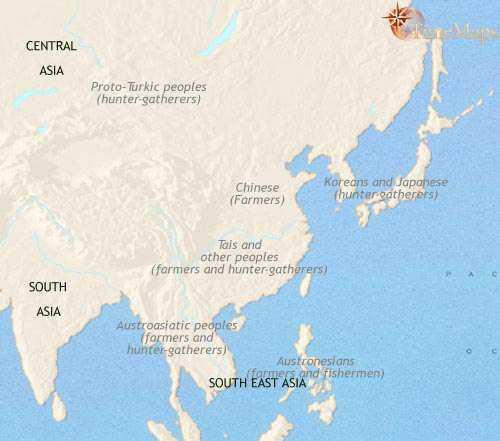 TimeMaps
CENTRAL
ASIA
Proto-Turkic peoples
(hunter-gatherers)
Chinese
(Farmers)
Koreans and Japanese
(hunter-gatherers)
Tais and
other peoples
(farmers and hunter-gatherers)
SOUTH
ASIA
P A C
Austroasiatic peoples
(farmers and
hunter-gatherers)
O C
Austronesians
(farmers and fishermen)
SOUTH EAST ASIA